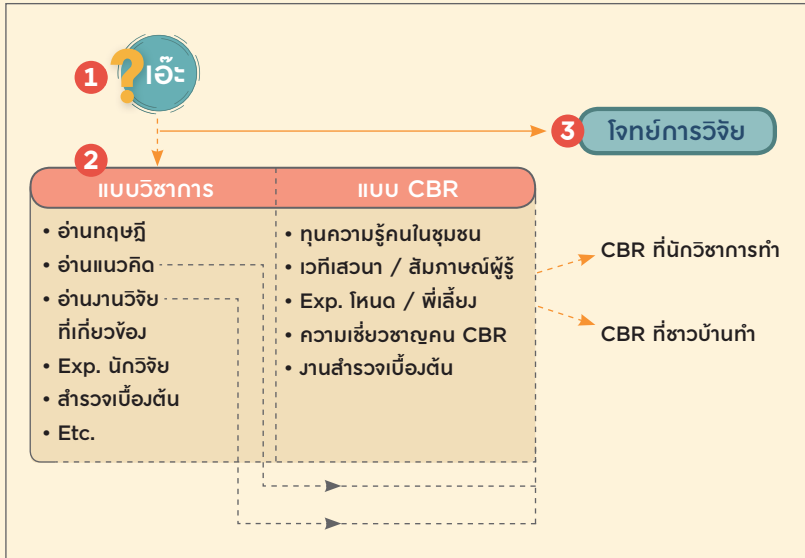 1
?
เอ๊ะ
3
โจทย์การวิจัย
2
แบบวิชาการ
แบบ CBR
• อ่านทฤษฎี
• อ่านแนวคิด
• อ่านงานวิจัย
ที่เกี่ยวข้อง
• Exp. นักวิจัย
• สำรวจเบื้องต้น
• Etc.
• ทุนความรู้คนในชุมชน
• เวทีเสวนา / สัมภาษณ์ผู้รู้
• Exp. โหนด / พี่เลี้ยง
• ความเชี่ยวชาญคน CBR
• งานสำรวจเบื้องต้น
CBR ที่นักวิชาการทำ
CBR ที่ชาวบ้านทำ